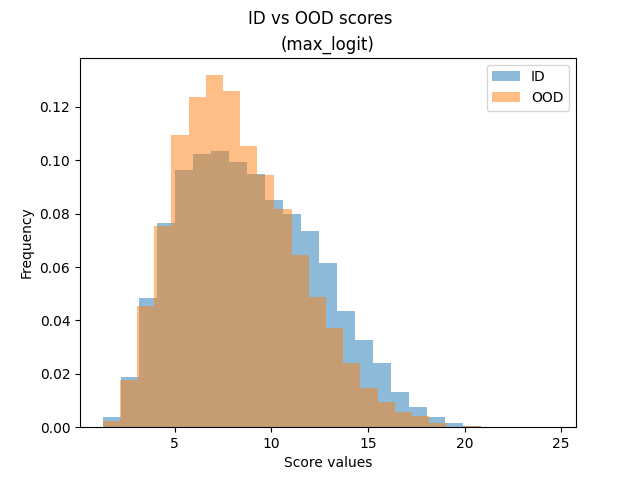 ID vs OOD scores
(max_logit)
ID
OOD
0.12
0.10
0.08
0.06
0.04
0.02
0.00
Frequency
5
10
15
20
25
Score values